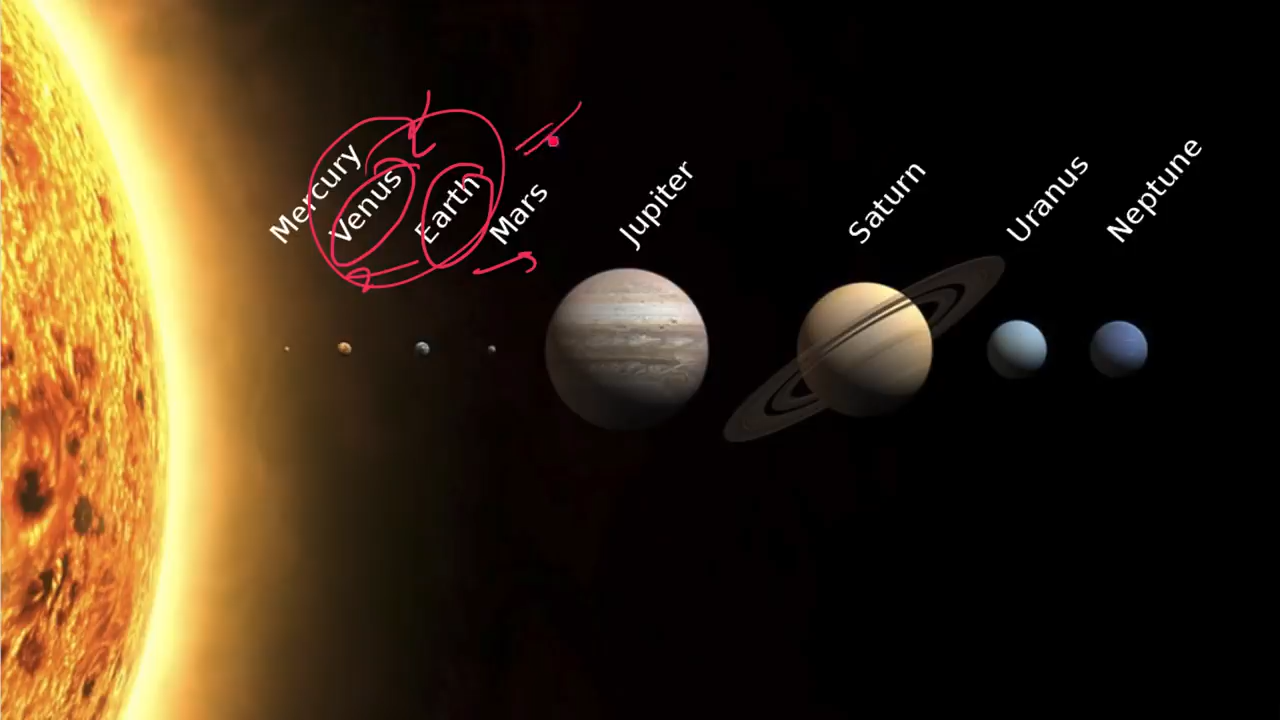 Mercury
Venus
Earth
Mars
Jupiter
Saturn
Uranus
Neptune